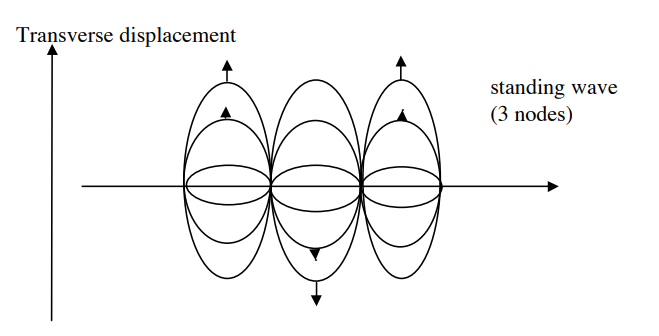 Transverse displacement
standing wave
(3 nodes)